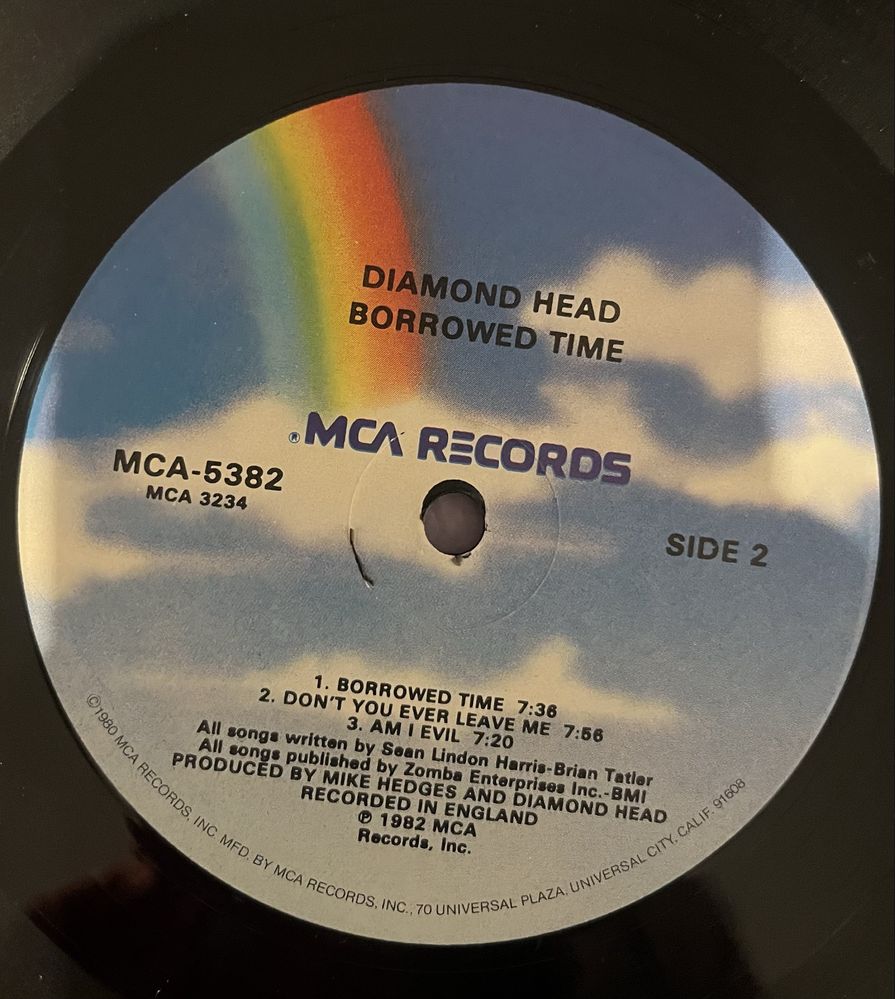 DIAMOND HEAD
BORROWED TIME
®MCA RECORDS
MCA-5382
MCA 3234
SIDE 2
1. BORROWED TIME 7:36
2. DON'T YOU EVER LEAVE ME 7:56
3. AM I EVIL 7:20
All songs written by Sean Lindon Harris-Brian Tatler
All songs published by Zomba Enterprises Inc.-BMI
PRODUCED BY MIKE HEDGES AND DIAMOND HEAD
RECORDED IN ENGLAND
℗ 1982 MCA
Records, Inc.
©1980 MCA RECORDS, INC. MFD. BY MCA RECORDS, INC., 70 UNIVERSAL PLAZA, UNIVERSAL CITY, CALIF. 91608